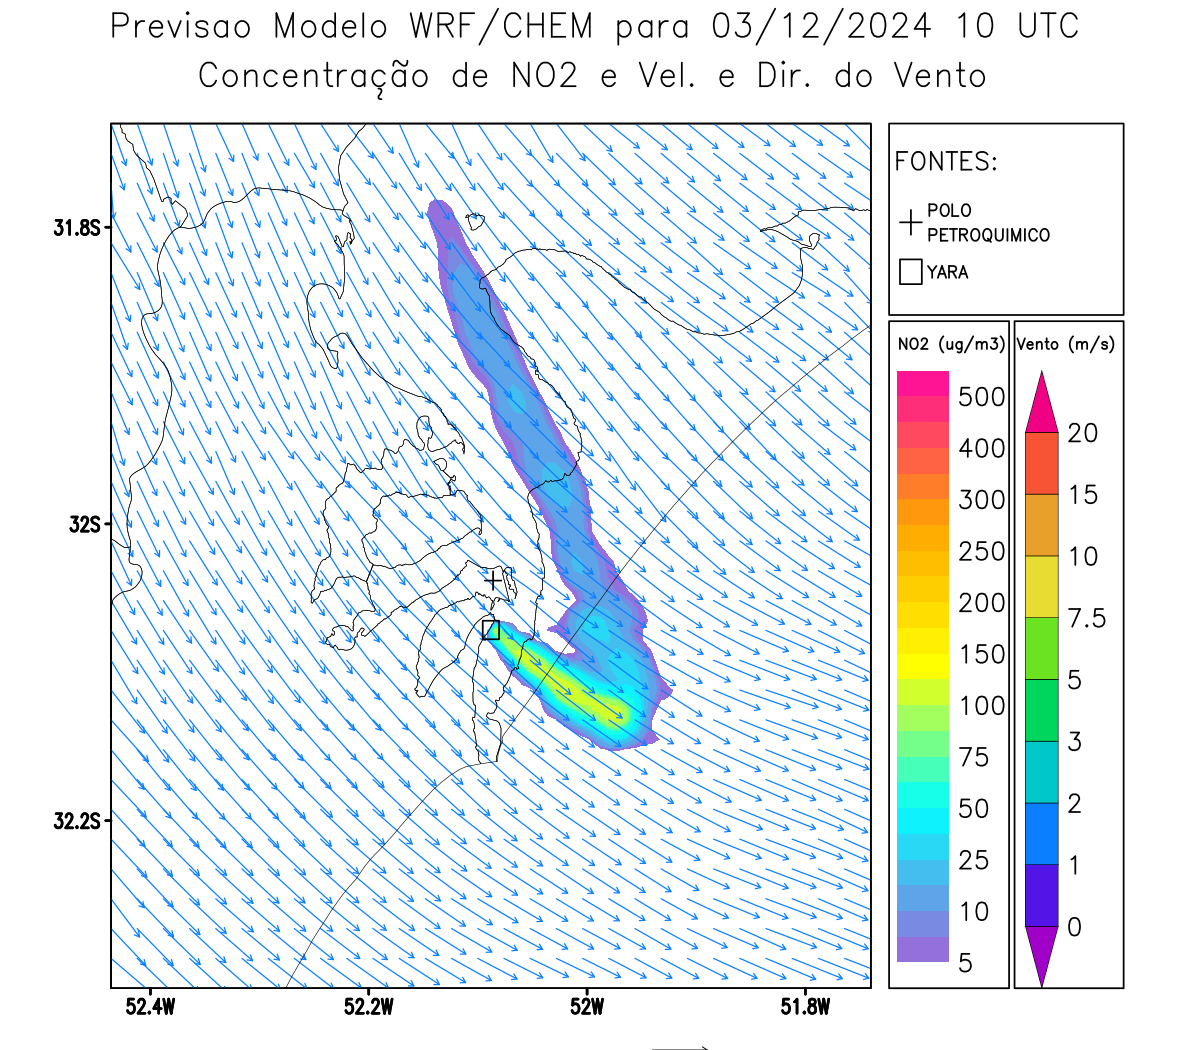 Previsao Modelo WRF/CHEM para 03/12/2024 10 UTC
Concentração de NO2 e Vel. e Dir. do Vento
FONTES:
POLO
PETROQUIMICO
YARA
31.8S
32S
32.2S
52.4W
52.2W
52W
51.8W
NO2 (ug/m3)
500
400
300
250
200
150
100
75
50
25
10
5
Vento (m/s)
20
15
10
7.5
5
3
2
1
0